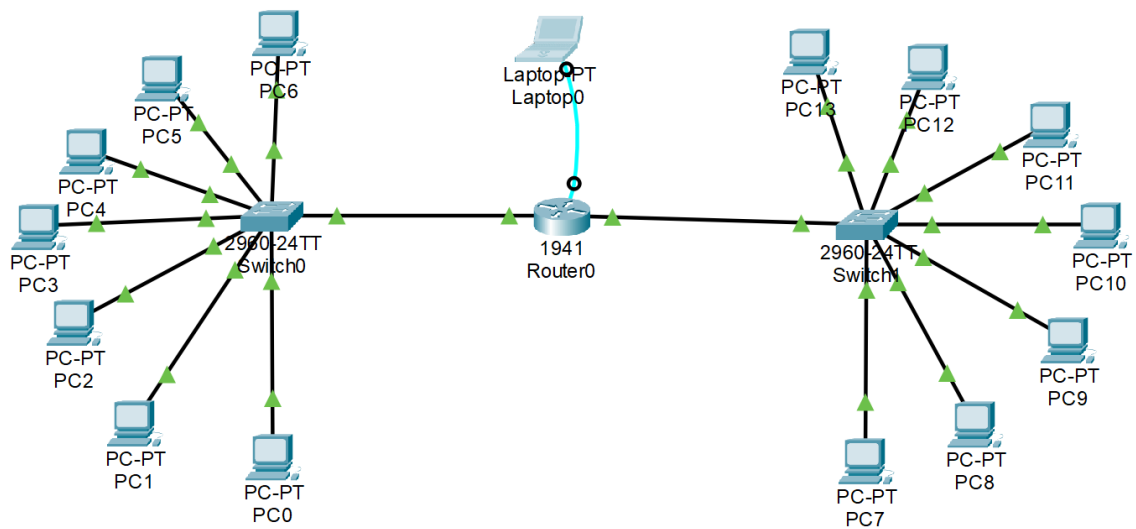 PC-PT
PC6
Laptop-PT
Laptop0
PC-PT
PC13
PC-PT
PC12
PC-PT
PC5
PC-PT
PC11
PC-PT
PC4
PC-PT
PC3
2960-24TT
Switch0
1941
Router0
2960-24TT
Switch1
PC-PT
PC10
PC-PT
PC2
PC-PT
PC9
PC-PT
PC1
PC-PT
PC0
PC-PT
PC7
PC-PT
PC8